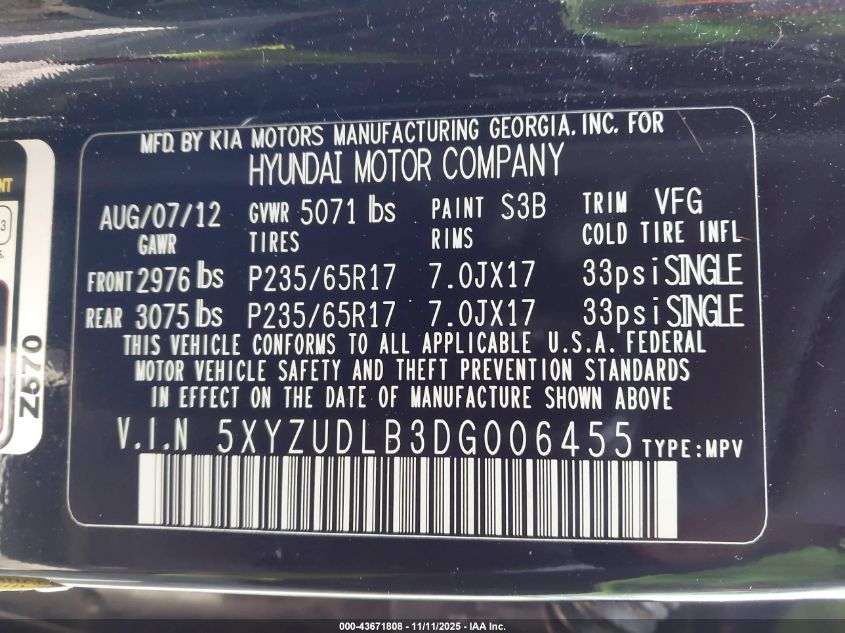 MFD. BY KIA MOTORS MANUFACTURING GEORGIA. INC. FOR
HYUNDAI MOTOR COMPANY
AUG/07/12 GVWR 5071 lbs PAINT S3B TRIM VFG
GAWR TIRES RIMS COLD TIRE INFL
FRONT 2976 lbs P235/65R17 7.0JX17 33psi SINGLE
REAR 3075 lbs P235/65R17 7.0JX17 33psi SINGLE
THIS VEHICLE CONFORMS TO ALL APPLICABLE U.S.A. FEDERAL
MOTOR VEHICLE SAFETY AND THEFT PREVENTION STANDARDS
IN EFFECT ON THE DATE OF MANUFACTURE SHOWN ABOVE
V.I.N 5XYZUDLB3DG006455 TYPE:MPV
Z570
000-43671808 - 11/11/2025 - IAA Inc.